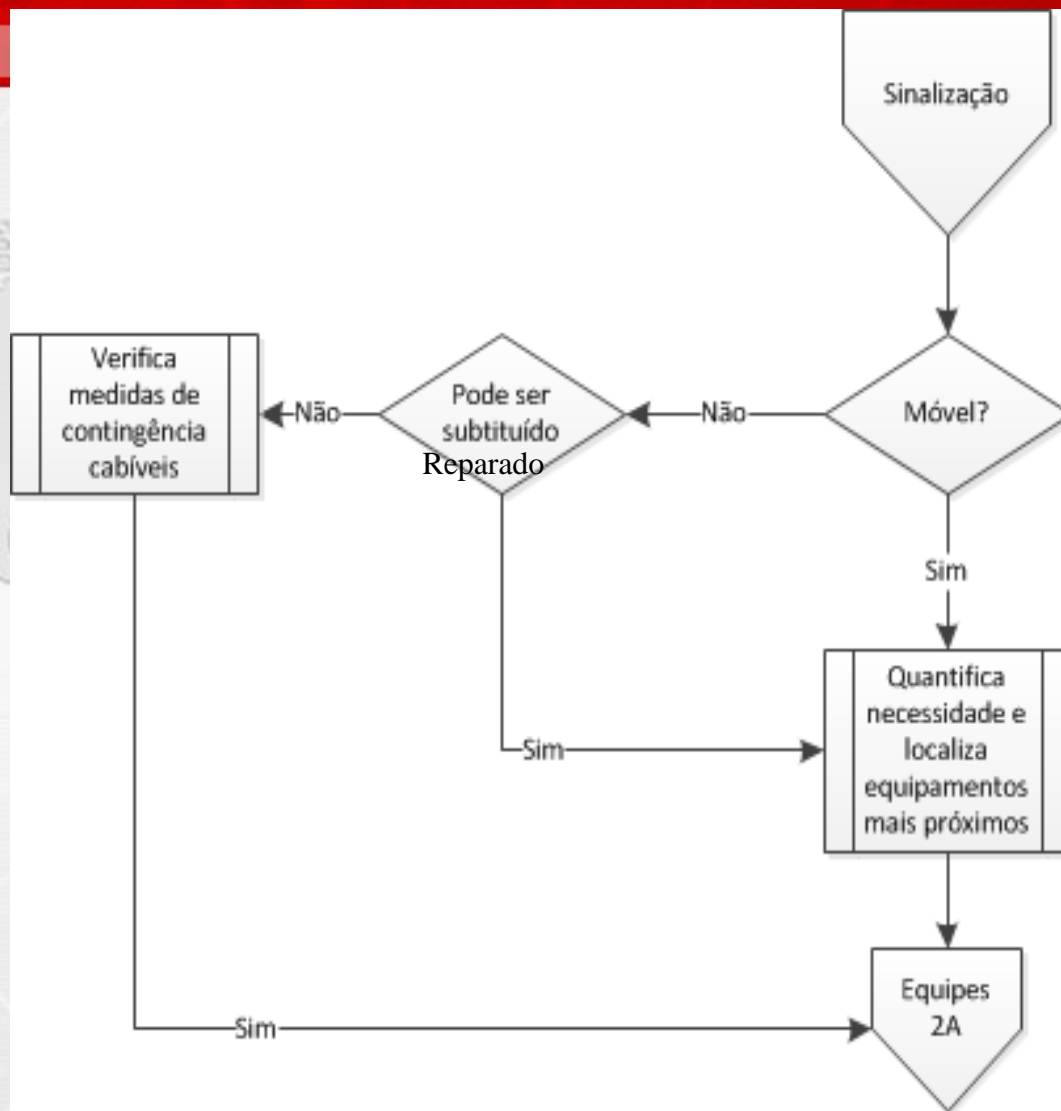 Sinalização
Móvel?
Não
Pode ser
subtituído
Reparado
Não
Verifica
medidas de
contingência
cabíveis
Sim
Quantifica
necessidade e
localiza
equipamentos
mais próximos
Sim
Sim
Equipes
2A